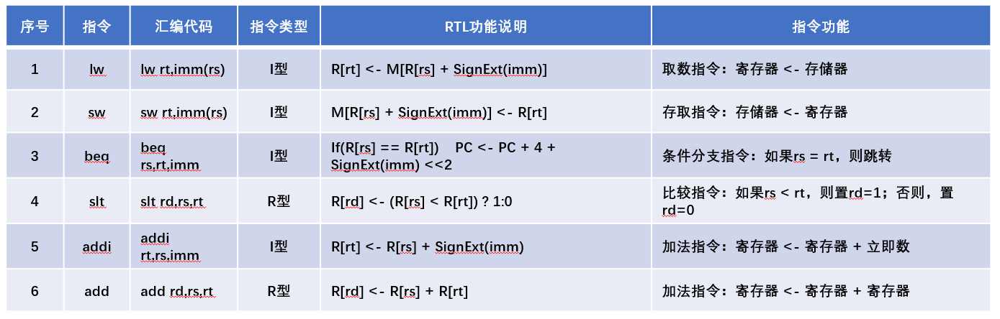 序号 指令 汇编代码 指令类型 RTL功能说明 指令功能
1 lw lw rt,imm(rs) I型 R[rt] <- M[R[rs] + SignExt(imm)] 取数指令：寄存器 <- 存储器
2 sw sw rt,imm(rs) I型 M[R[rs] + SignExt(imm)] <- R[rt] 存取指令：存储器 <- 寄存器
3 beq beq
rs,rt,imm I型 If(R[rs] == R[rt]) PC <- PC + 4 +
SignExt(imm) <<2 条件分支指令：如果rs = rt，则跳转
4 slt slt rd,rs,rt R型 R[rd] <- (R[rs] < R[rt]) ? 1:0 比较指令：如果rs < rt，则置rd=1；否则，置
rd=0
5 addi addi
rt,rs,imm I型 R[rt] <- R[rs] + SignExt(imm) 加法指令：寄存器 <- 寄存器 + 立即数
6 add add rd,rs,rt R型 R[rd] <- R[rs] + R[rt] 加法指令：寄存器 <- 寄存器 + 寄存器